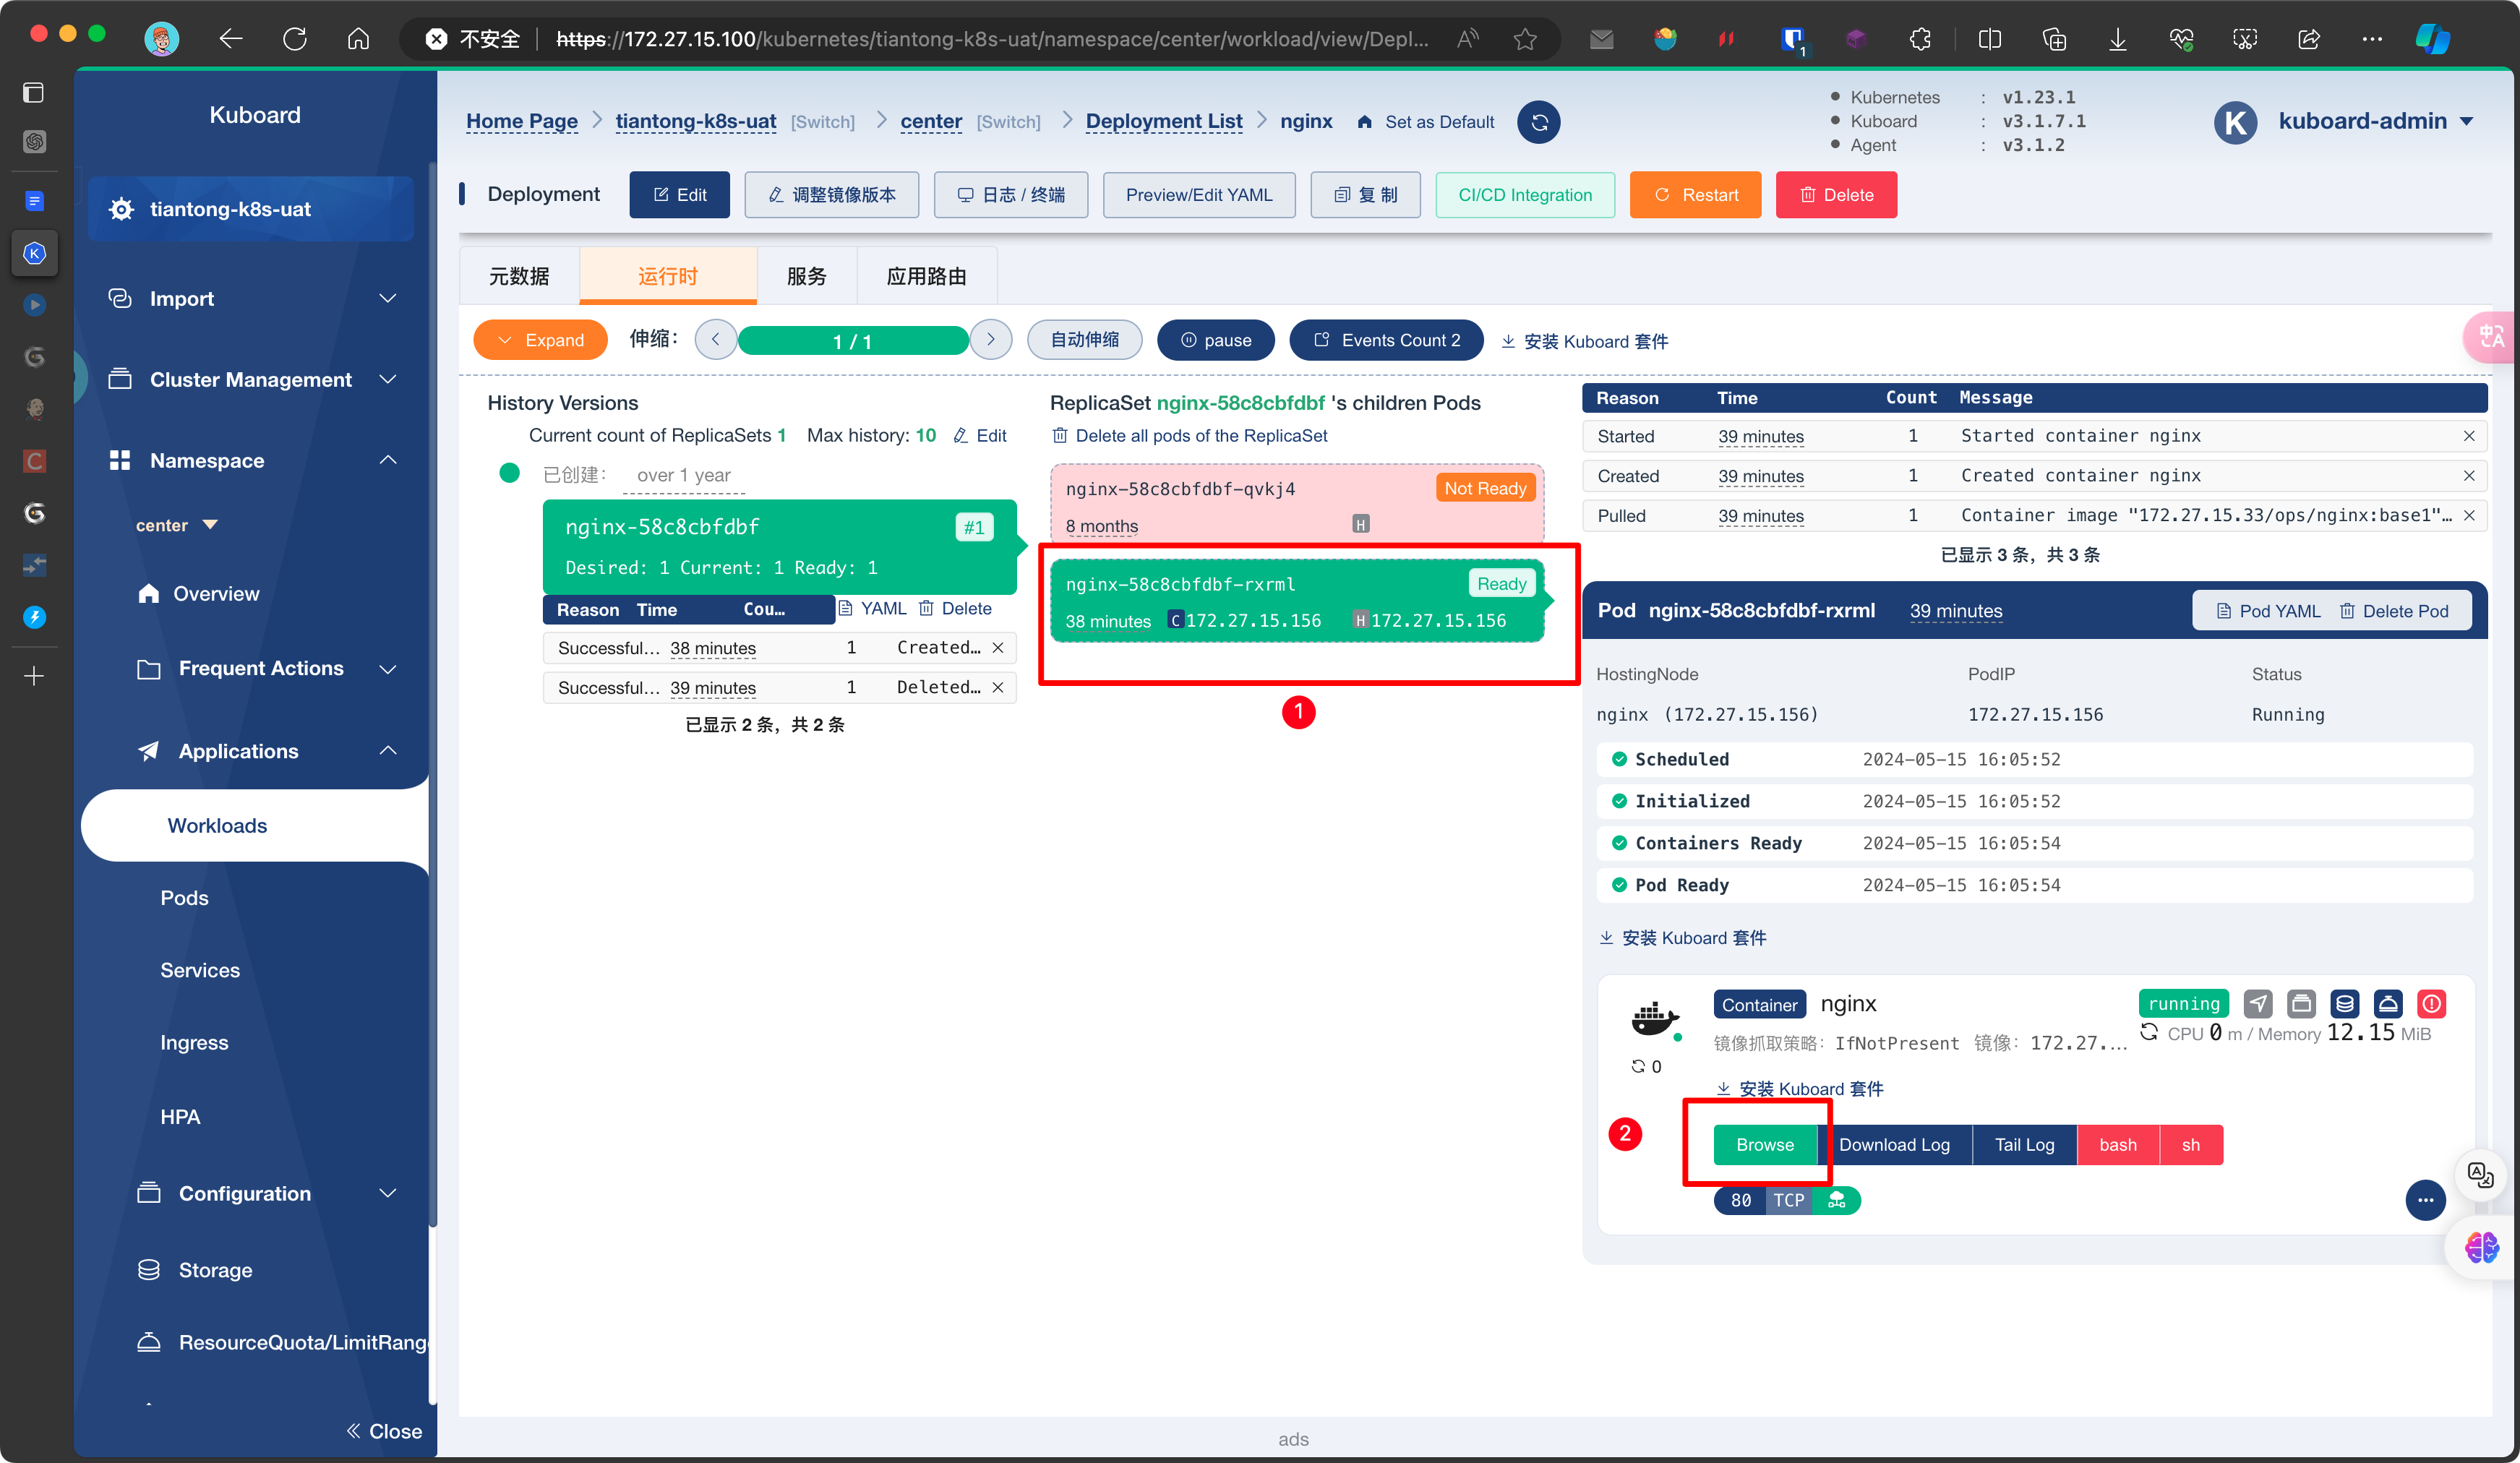 不安全 https://172.27.15.100/kubernetes/tiantong-k8s-uat/namespace/center/workload/view/Depl...
1
Kuboard
tiantong-k8s-uat
Import
Cluster Management
Namespace
center
Overview
Frequent Actions
Applications
Workloads
Pods
Services
Ingress
HPA
Configuration
Storage
ResourceQuota/LimitRange
Close
Home Page > tiantong-k8s-uat [Switch] > center [Switch] > Deployment List > nginx Set as Default
Kubernetes : v1.23.1
Kuboard : v3.1.7.1
Agent : v3.1.2
K kuboard-admin
Deployment Edit 调整镜像版本 日志 / 终端 Preview/Edit YAML 复 制 CI/CD Integration Restart Delete
元数据 运行时 服务 应用路由
Expand 伸缩： 1 / 1 自动伸缩 pause Events Count 2 安装 Kuboard 套件
History Versions
Current count of ReplicaSets 1 Max history: 10 Edit
已创建： over 1 year
nginx-58c8cbfdbf #1
Desired: 1 Current: 1 Ready: 1
Reason Time Cou... YAML Delete
Successful... 38 minutes 1 Created...
Successful... 39 minutes 1 Deleted...
已显示 2 条，共 2 条
ReplicaSet nginx-58c8cbfdbf 's children Pods
Delete all pods of the ReplicaSet
nginx-58c8cbfdbf-qvkj4 Not Ready
8 months H
nginx-58c8cbfdbf-rxrml Ready
38 minutes C 172.27.15.156 H 172.27.15.156
1
Reason Time Count Message
Started 39 minutes 1 Started container nginx
Created 39 minutes 1 Created container nginx
Pulled 39 minutes 1 Container image "172.27.15.33/ops/nginx:base1"...
已显示 3 条，共 3 条
Pod nginx-58c8cbfdbf-rxrml 39 minutes Pod YAML Delete Pod
HostingNode PodIP Status
nginx (172.27.15.156) 172.27.15.156 Running
Scheduled 2024-05-15 16:05:52
Initialized 2024-05-15 16:05:52
Containers Ready 2024-05-15 16:05:54
Pod Ready 2024-05-15 16:05:54
安装 Kuboard 套件
Container nginx running
镜像抓取策略：IfNotPresent 镜像：172.27.... CPU 0 m / Memory 12.15 MiB
0
安装 Kuboard 套件
2
Browse Download Log Tail Log bash sh
80 TCP
ads